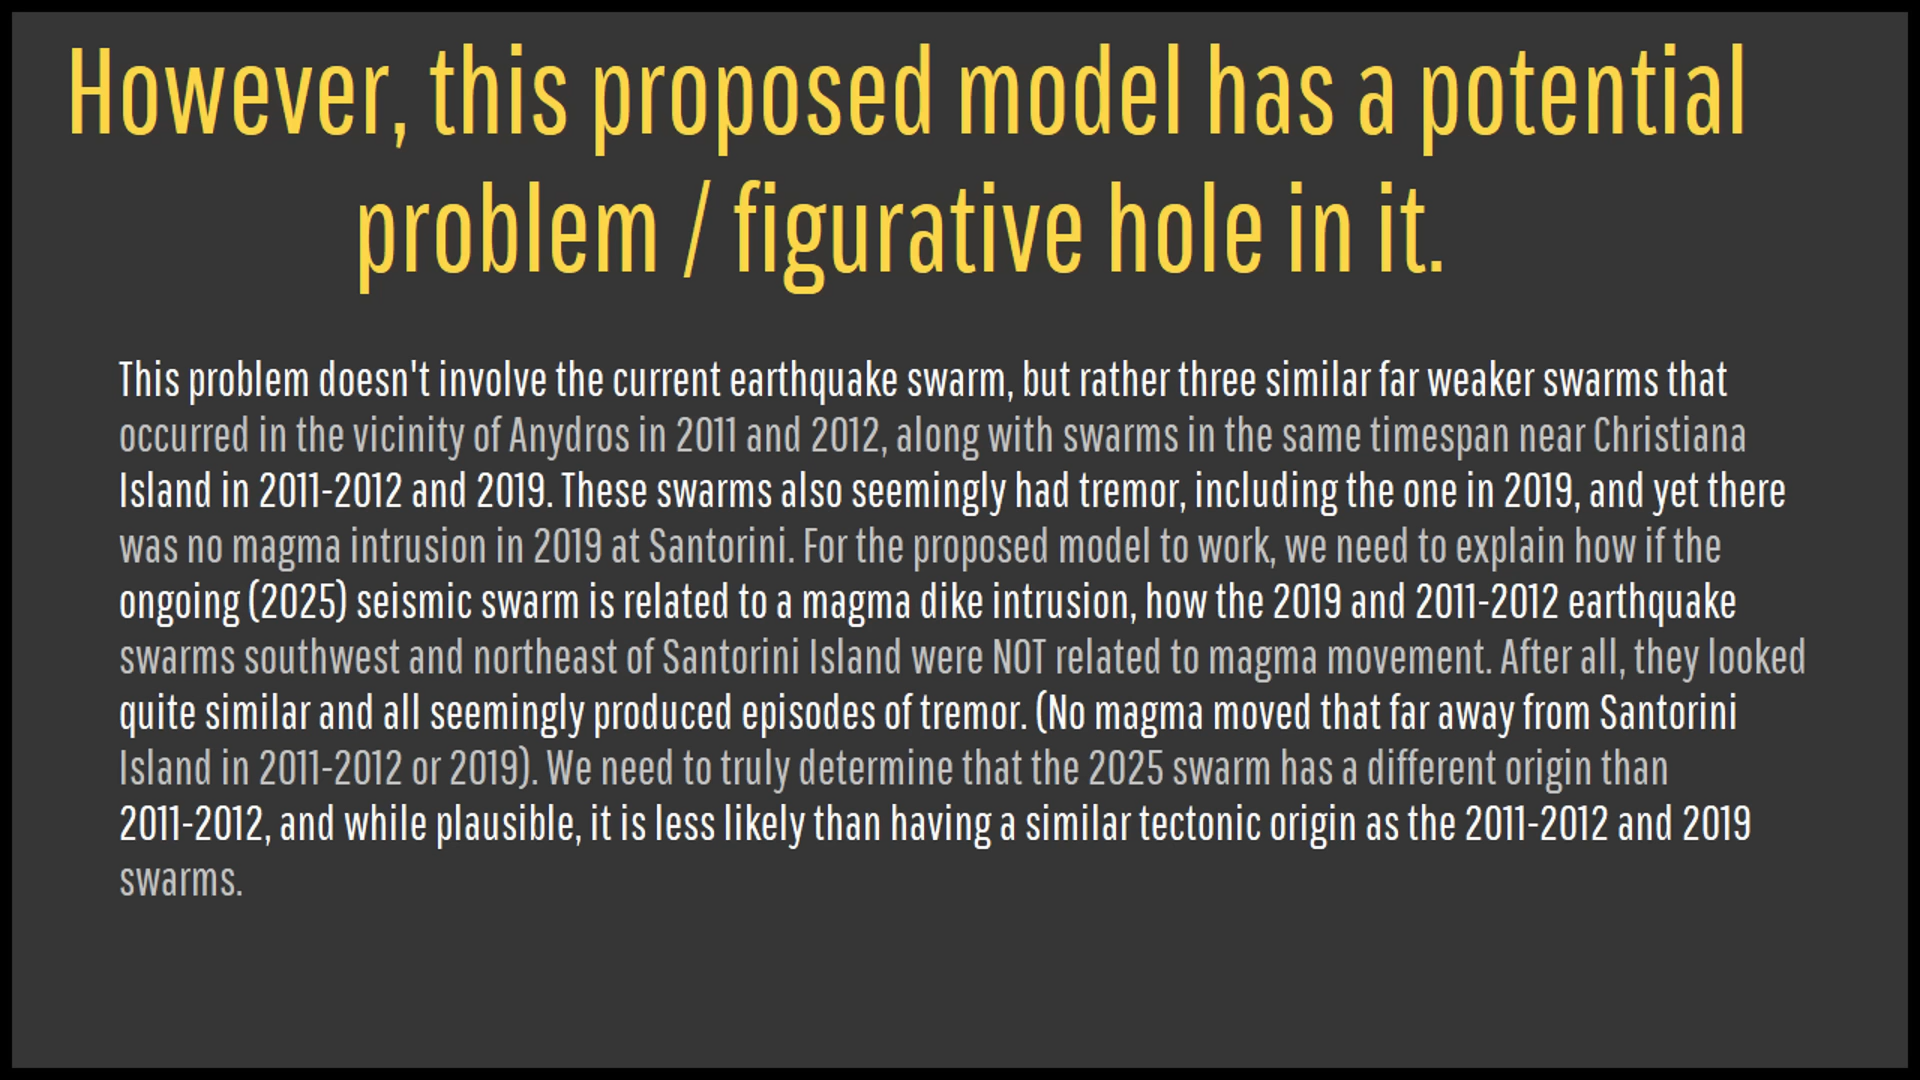 However, this proposed model has a potential
problem / figurative hole in it.
This problem doesn't involve the current earthquake swarm, but rather three similar far weaker swarms that
occurred in the vicinity of Anydros in 2011 and 2012, along with swarms in the same timespan near Christiana
Island in 2011-2012 and 2019. These swarms also seemingly had tremor, including the one in 2019, and yet there
was no magma intrusion in 2019 at Santorini. For the proposed model to work, we need to explain how if the
ongoing (2025) seismic swarm is related to a magma dike intrusion, how the 2019 and 2011-2012 earthquake
swarms southwest and northeast of Santorini Island were NOT related to magma movement. After all, they looked
quite similar and all seemingly produced episodes of tremor. (No magma moved that far away from Santorini
Island in 2011-2012 or 2019). We need to truly determine that the 2025 swarm has a different origin than
2011-2012, and while plausible, it is less likely than having a similar tectonic origin as the 2011-2012 and 2019
swarms.